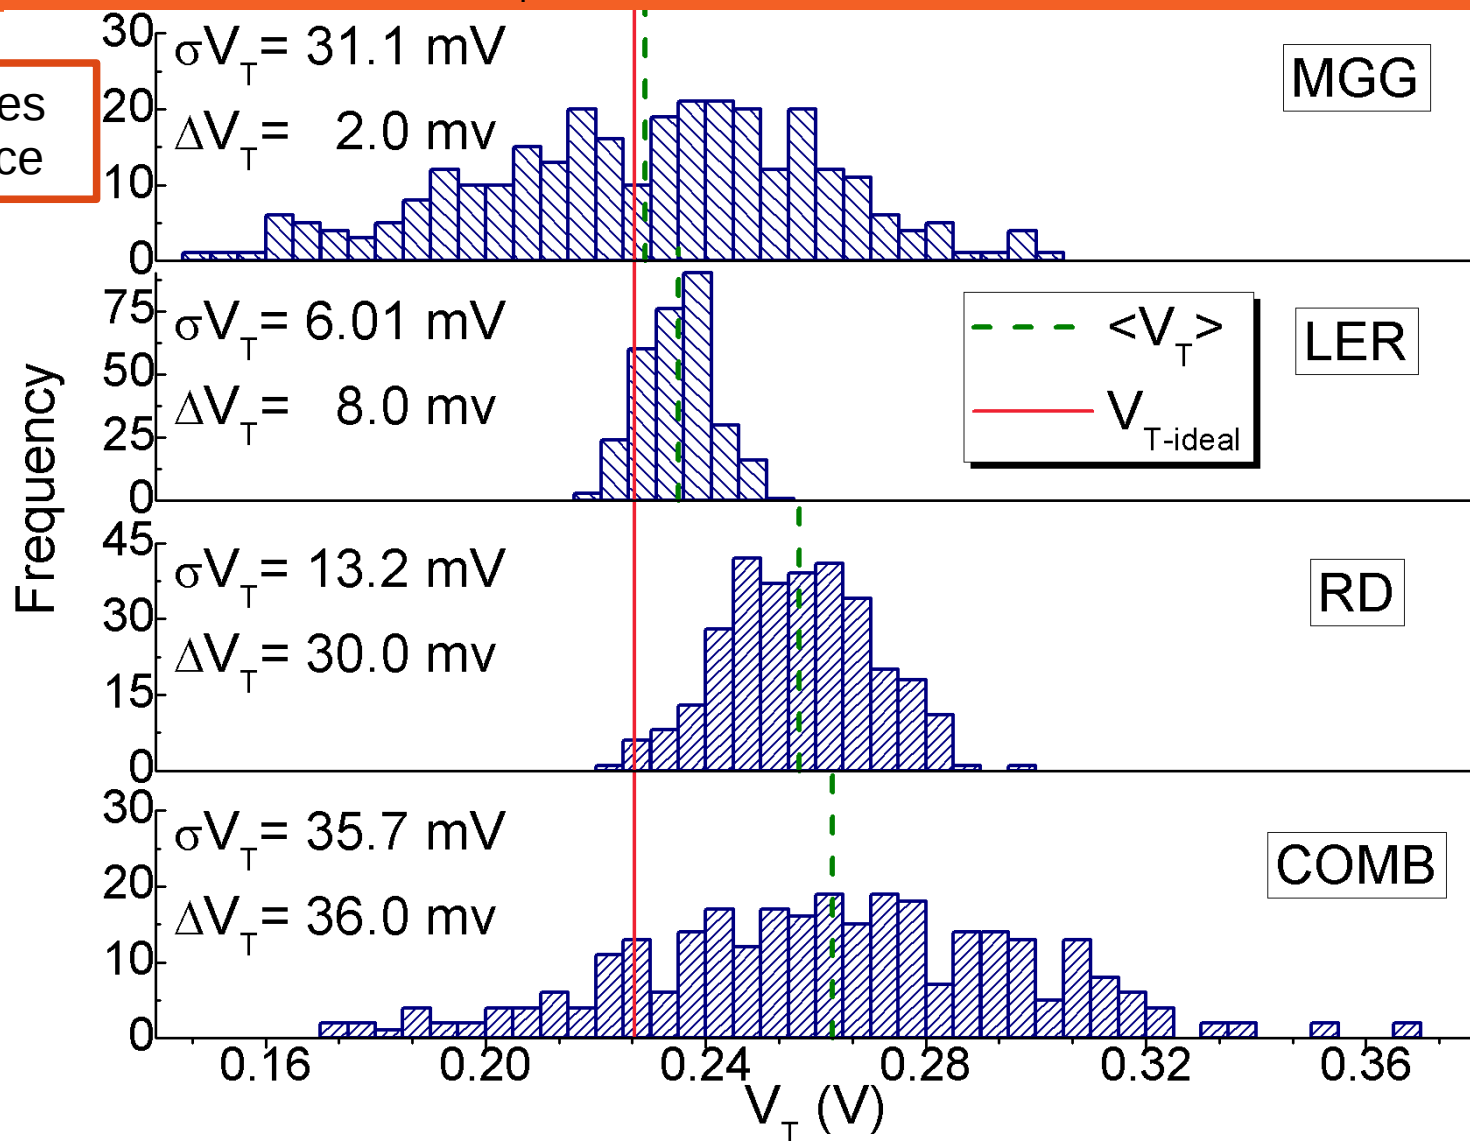 es
ce
30
20
10
0
σV_T= 31.1 mV
ΔV_T= 2.0 mv
MGG
75
50
25
0
σV_T= 6.01 mV
ΔV_T= 8.0 mv
<V_T>
V_T-ideal
LER
Frequency
45
30
15
0
σV_T= 13.2 mV
ΔV_T= 30.0 mv
RD
30
20
10
0
σV_T= 35.7 mV
ΔV_T= 36.0 mv
COMB
0.16 0.20 0.24 0.28 0.32 0.36
V_T (V)